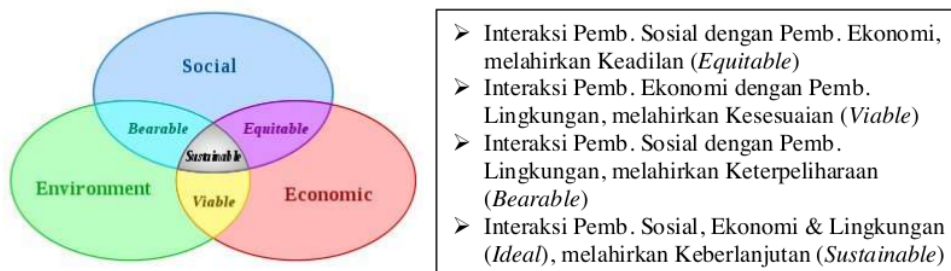 Social
Bearable
Equitable
Sustainable
Environment
Viable
Economic
➢ Interaksi Pemb. Sosial dengan Pemb. Ekonomi,
melahirkan Keadilan (Equitable)
➢ Interaksi Pemb. Ekonomi dengan Pemb.
Lingkungan, melahirkan Kesesuaian (Viable)
➢ Interaksi Pemb. Sosial dengan Pemb.
Lingkungan, melahirkan Keterpeliharaan
(Bearable)
➢ Interaksi Pemb. Sosial, Ekonomi & Lingkungan
(Ideal), melahirkan Keberlanjutan (Sustainable)